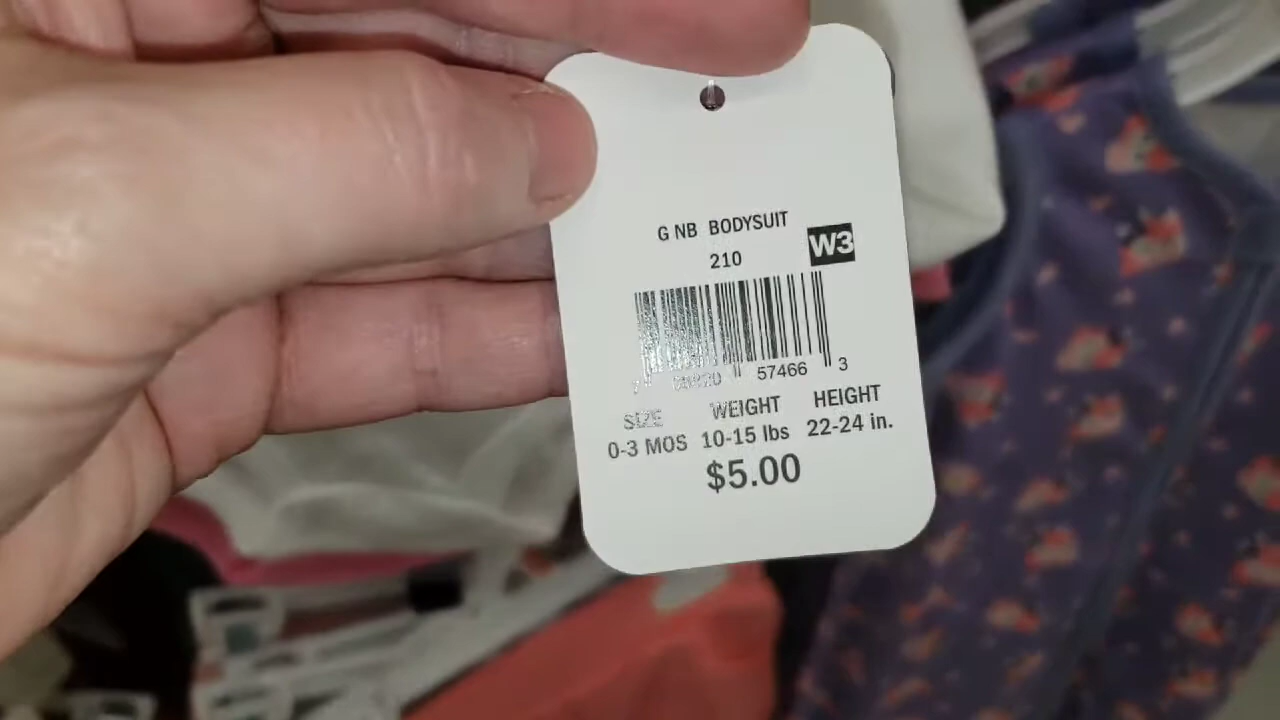 G NB BODYSUIT
210 W3
7 57466 3
SIZE WEIGHT HEIGHT
0-3 MOS 10-15 lbs 22-24 in.
$5.00